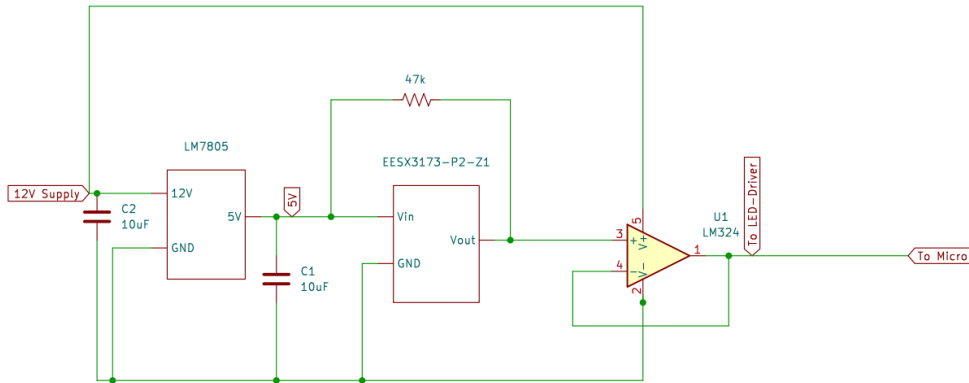 47k
LM7805
EESX3173-P2-Z1
12V Supply
12V
C2
10uF
5V
5V
GND
C1
10uF
Vin
Vout
GND
U1
LM324
To LED-Driver
5
3
+
V+
4
-
V-
2
1
To Micro